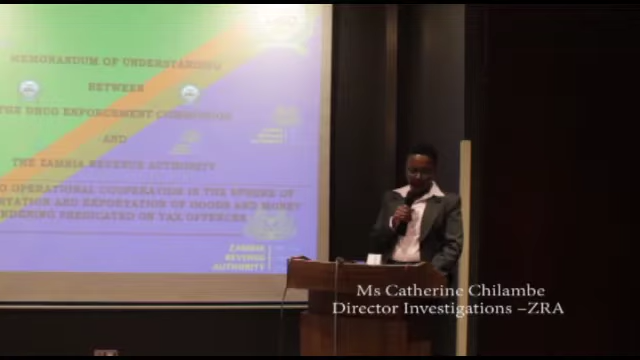 MEMORANDUM OF UNDERSTANDING
BETWEEN
THE DRUG ENFORCEMENT COMMISSION
AND
THE ZAMBIA REVENUE AUTHORITY
OPERATIONAL COOPERATION IN THE SPHERE OF
AND EXPORTATION OF GOODS AND MONEY
PREDICATED ON TAX OFFENCES
ZAMBIA
REVENUE
AUTHORITY
Ms Catherine Chilambe
Director Investigations –ZRA